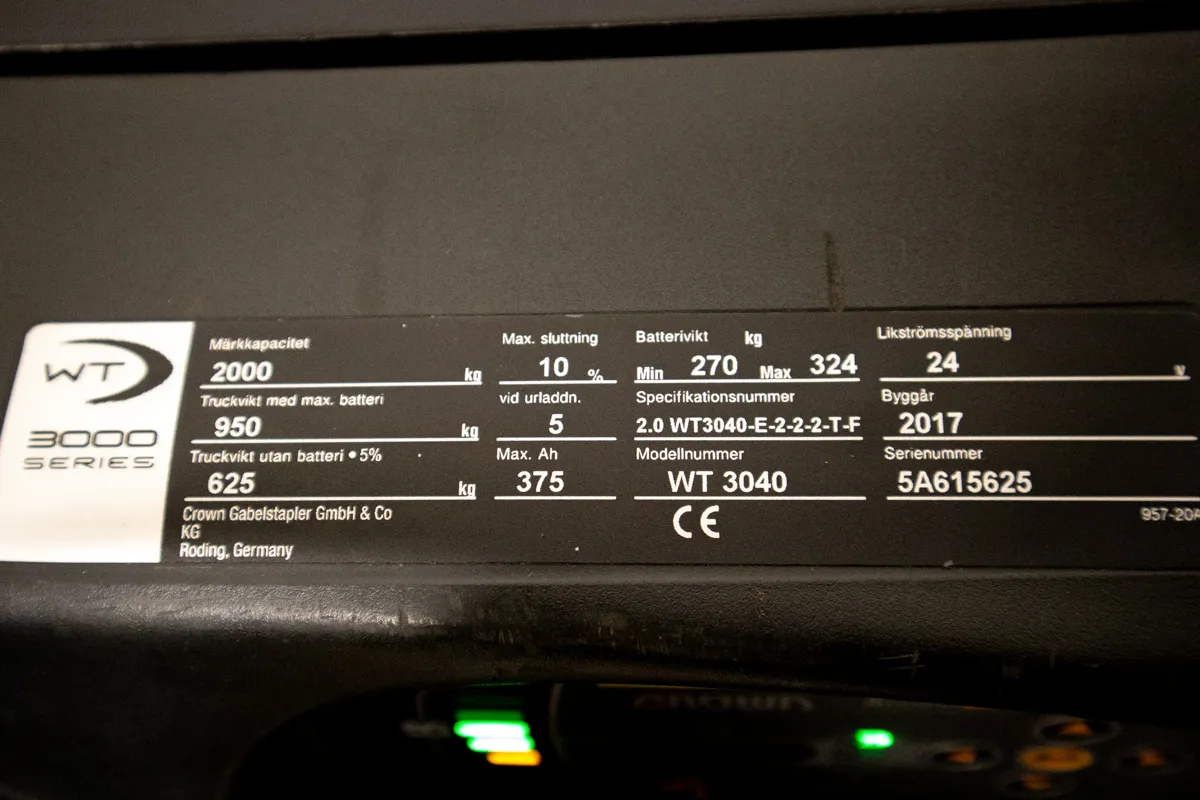 WT
3000
SERIES
Märkkapacitet
2000 kg
Truckvikt med max. batteri
950 kg
Truckvikt utan batteri •5%
625 kg
Crown Gabelstapler GmbH & Co
KG
Roding, Germany
Max. sluttning
10 %
vid urladdn.
5
Max. Ah
375
Batterivikt kg
Min 270 Max 324
Specifikationsnummer
2.0 WT3040-E-2-2-2-T-F
Modellnummer
WT 3040
CE
Likströmsspänning
24 v
Byggår
2017
Serienummer
5A615625
957-20A
CROWN